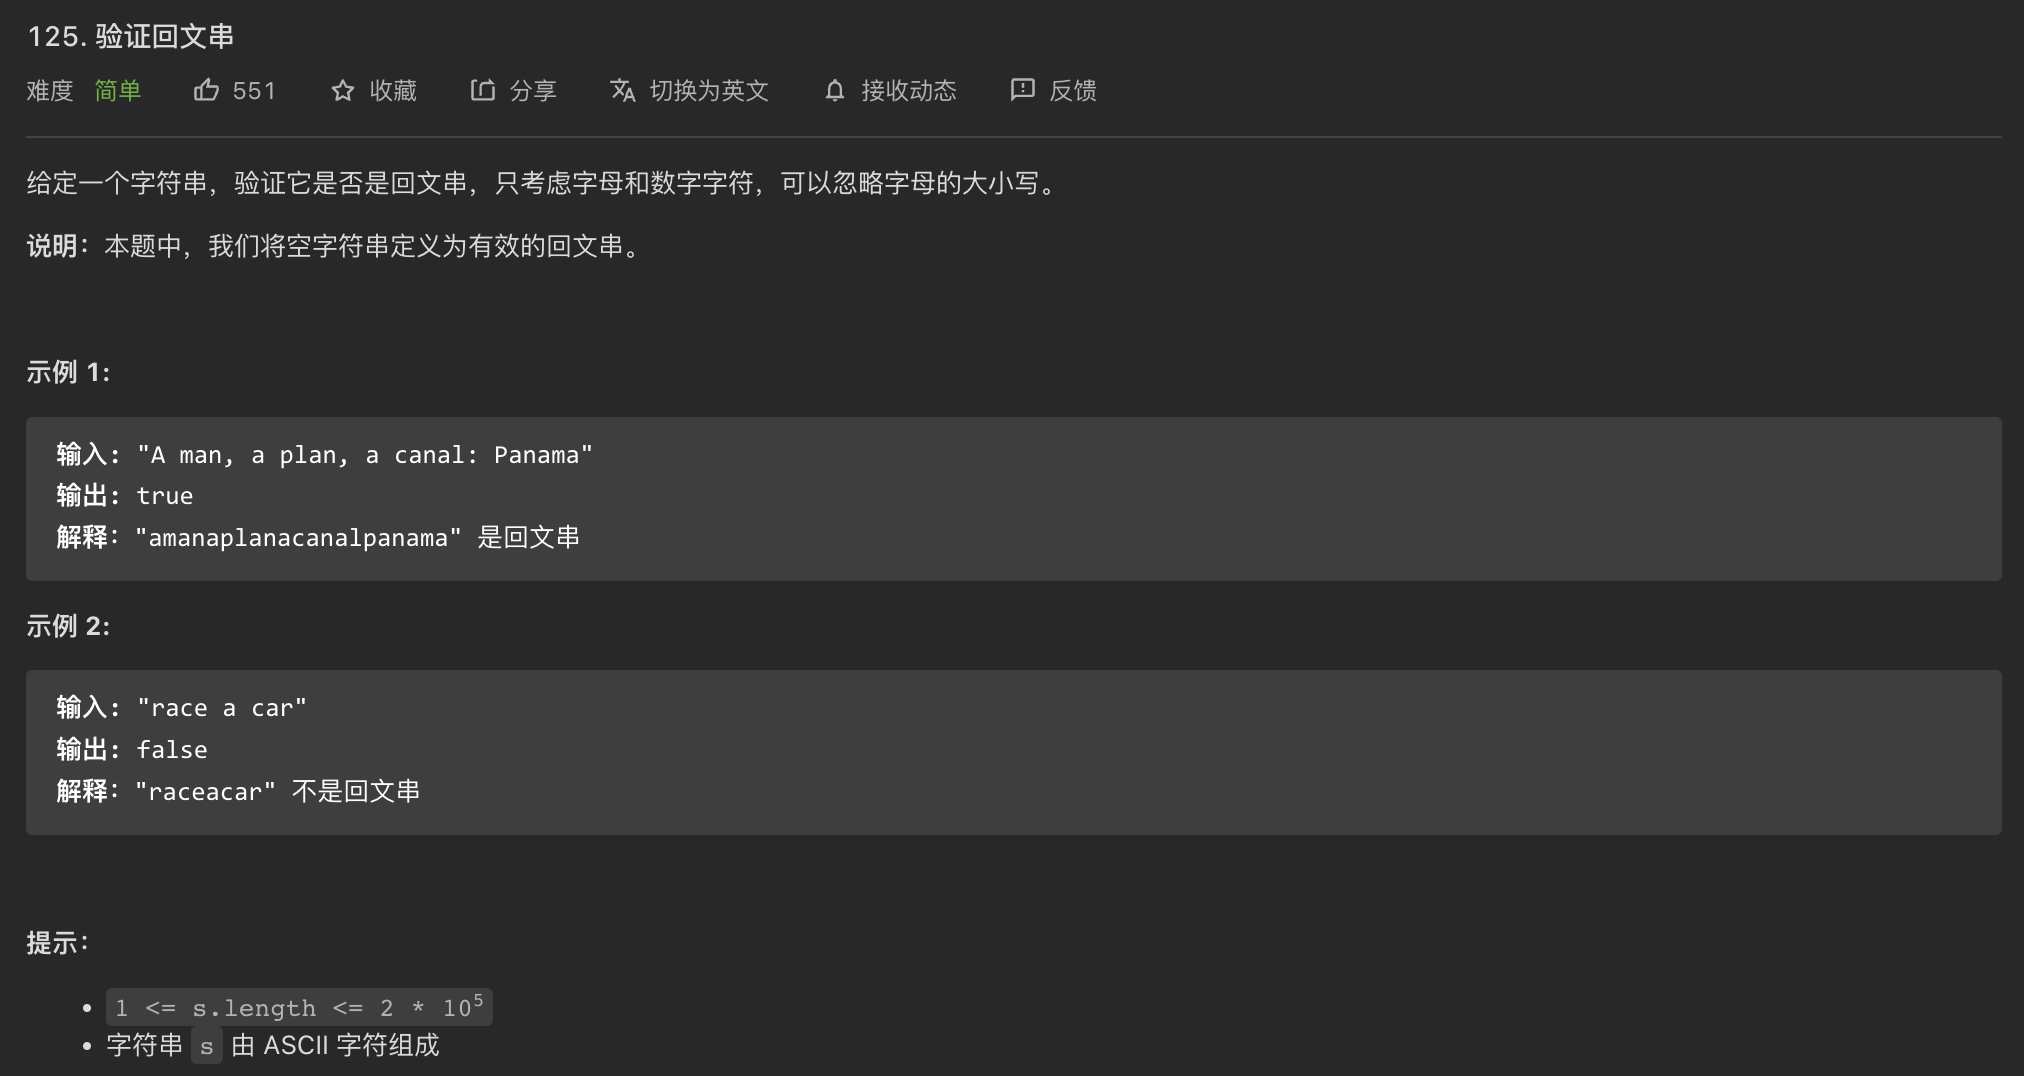 125. 验证回文串
难度 简单 551 收藏 分享 切换为英文 接收动态 反馈
给定一个字符串，验证它是否是回文串，只考虑字母和数字字符，可以忽略字母的大小写。
说明：本题中，我们将空字符串定义为有效的回文串。
示例 1:
输入: "A man, a plan, a canal: Panama"
输出: true
解释："amanaplanacanalpanama" 是回文串
示例 2:
输入: "race a car"
输出: false
解释："raceacar" 不是回文串
提示：
1 <= s.length <= 2 * 10⁵
字符串 s 由 ASCII 字符组成